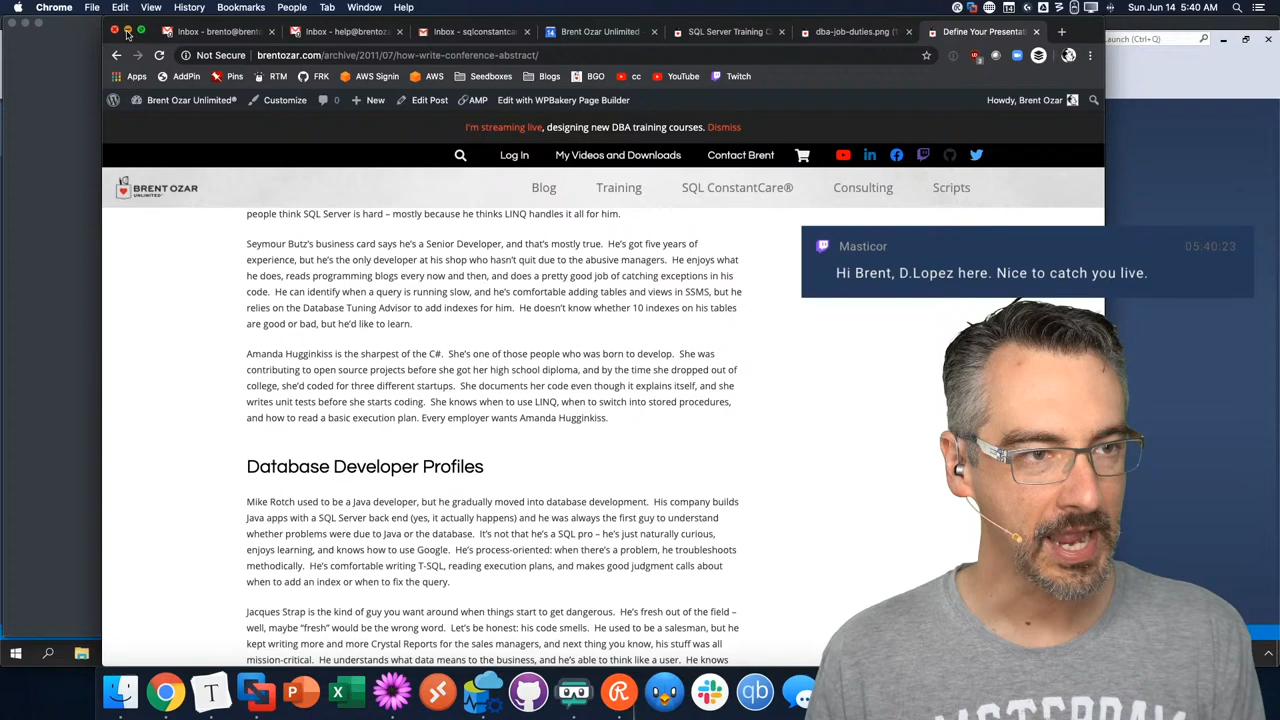 Chrome File Edit View History Bookmarks People Tab Window Help
Sun Jun 14 5:40 AM
Inbox - brento@brent
Inbox - help@brentoz
Inbox - sqlconstantcar
Brent Ozar Unlimited
SQL Server Training C
dba-job-duties.png (1
Define Your Presentat
aunch (Ctrl+Q)
Not Secure | brentozar.com/archive/2011/07/how-write-conference-abstract/
Apps AddPin Pins RTM FRK AWS Signin AWS Seedboxes Blogs BGO cc YouTube Twitch
Brent Ozar Unlimited® Customize 0 New Edit Post AMP Edit with WPBakery Page Builder
Howdy, Brent Ozar
I'm streaming live, designing new DBA training courses. Dismiss
Log In My Videos and Downloads Contact Brent
BRENT OZAR
UNLIMITED
Blog Training SQL ConstantCare® Consulting Scripts
people think SQL Server is hard – mostly because he thinks LINQ handles it all for him.
Seymour Butz's business card says he's a Senior Developer, and that's mostly true. He's got five years of
experience, but he's the only developer at his shop who hasn't quit due to the abusive managers. He enjoys what
he does, reads programming blogs every now and then, and does a pretty good job of catching exceptions in his
code. He can identify when a query is running slow, and he's comfortable adding tables and views in SSMS, but he
relies on the Database Tuning Advisor to add indexes for him. He doesn't know whether 10 indexes on his tables
are good or bad, but he'd like to learn.
Masticor 05:40:23
Hi Brent, D.Lopez here. Nice to catch you live.
Amanda Hugginkiss is the sharpest of the C#. She's one of those people who was born to develop. She was
contributing to open source projects before she got her high school diploma, and by the time she dropped out of
college, she'd coded for three different startups. She documents her code even though it explains itself, and she
writes unit tests before she starts coding. She knows when to use LINQ, when to switch into stored procedures,
and how to read a basic execution plan. Every employer wants Amanda Hugginkiss.
Database Developer Profiles
Mike Rotch used to be a Java developer, but he gradually moved into database development. His company builds
Java apps with a SQL Server back end (yes, it actually happens) and he was always the first guy to understand
whether problems were due to Java or the database. It's not that he's a SQL pro – he's just naturally curious,
enjoys learning, and knows how to use Google. He's process-oriented: when there's a problem, he troubleshoots
methodically. He's comfortable writing T-SQL, reading execution plans, and makes good judgment calls about
when to add an index or when to fix the query.
Jacques Strap is the kind of guy you want around when things start to get dangerous. He's fresh out of the field –
well, maybe "fresh" would be the wrong word. Let's be honest: his code smells. He used to be a salesman, but he
kept writing more and more Crystal Reports for the sales managers, and next thing you know, his stuff was all
mission-critical. He understands what data means to the business, and he's able to think like a user. He knows